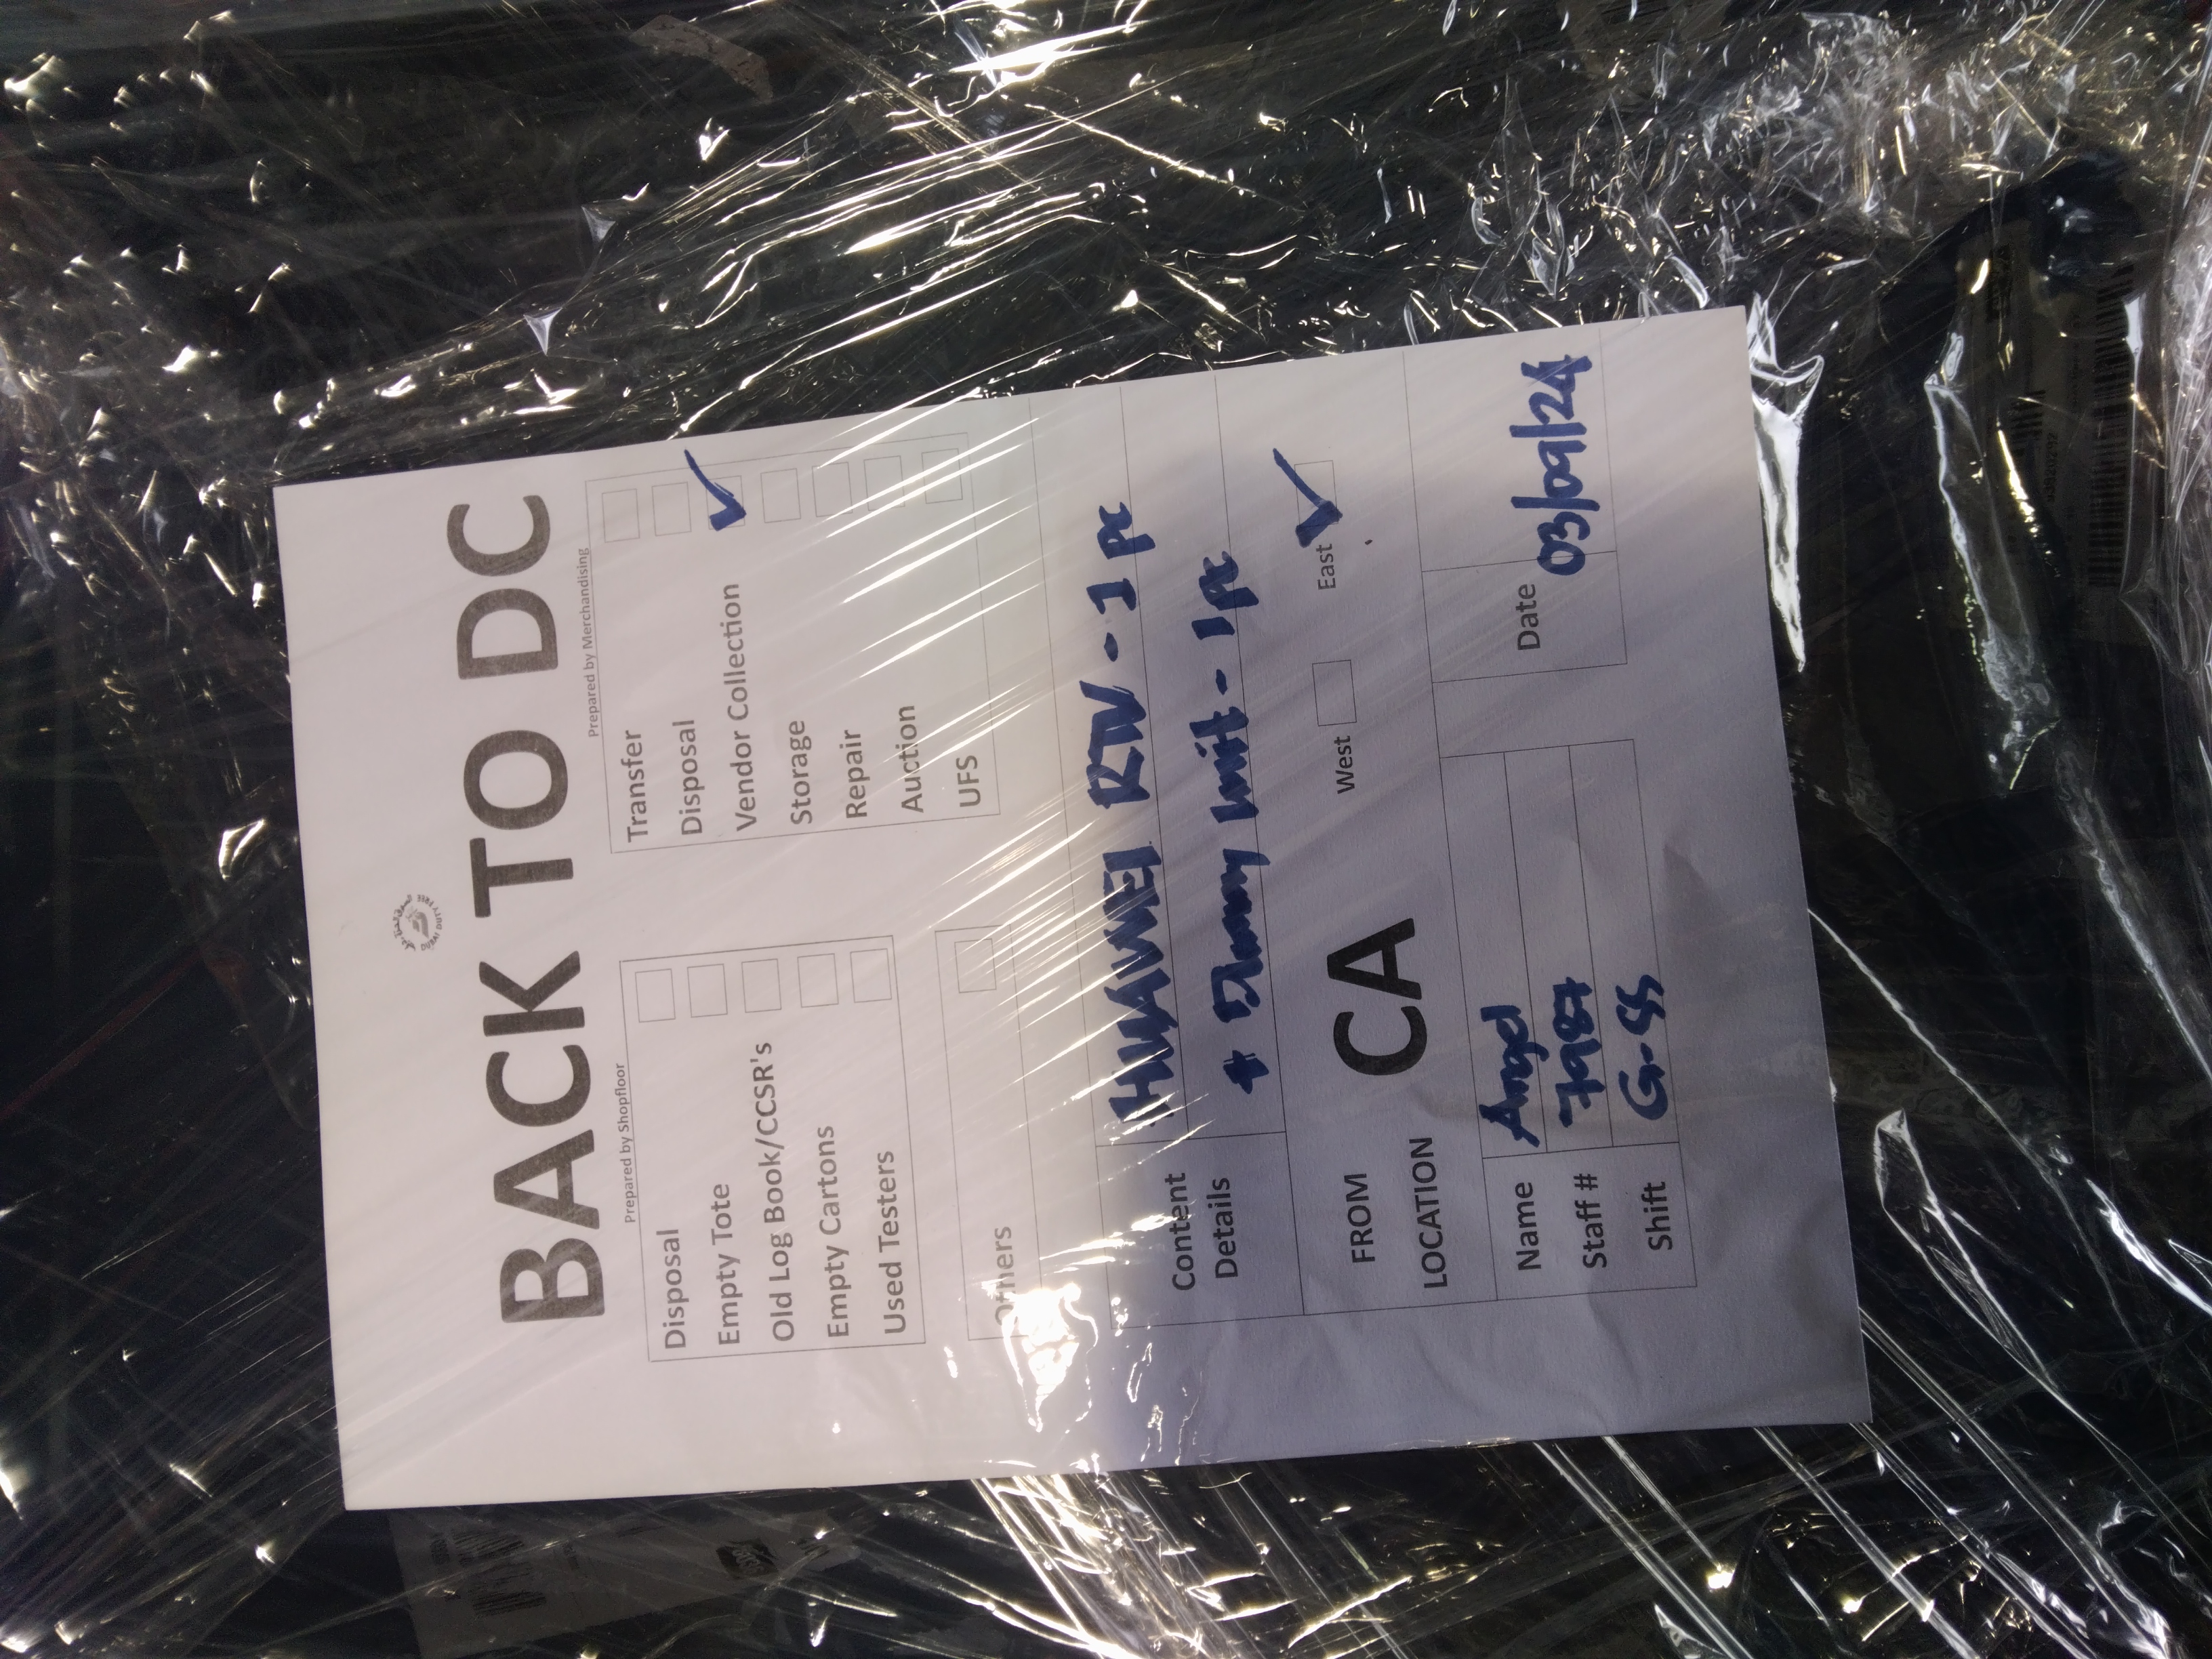 BACK TO DC
Prepared by Shopfloor
Disposal
Empty Tote
Old Log Book/CCSR's
Empty Cartons
Used Testers
Others
Prepared by Merchandising
Transfer
Disposal
Vendor Collection ✓
Storage
Repair
Auction
UFS
Content Details
HUAWEI RTV - 1 pc
+ Dummy Unit - 1 pc
FROM LOCATION
CA
West
East ✓
Name Angel
Staff # 7987
Shift G-SS
Date 03/09/24